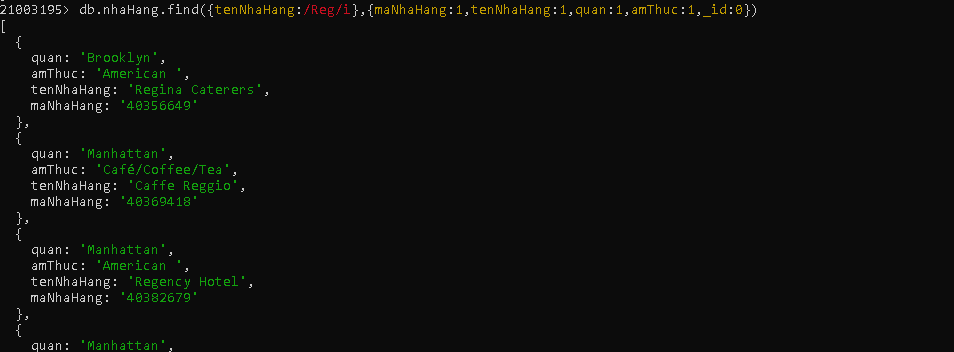 21003195> db.nhaHang.find({tenNhaHang:/Reg/i},{maNhaHang:1,tenNhaHang:1,quan:1,amThuc:1,_id:0})
[
  {
    quan: 'Brooklyn',
    amThuc: 'American ',
    tenNhaHang: 'Regina Caterers',
    maNhaHang: '40356649'
  },
  {
    quan: 'Manhattan',
    amThuc: 'Café/Coffee/Tea',
    tenNhaHang: 'Caffe Reggio',
    maNhaHang: '40369418'
  },
  {
    quan: 'Manhattan',
    amThuc: 'American ',
    tenNhaHang: 'Regency Hotel',
    maNhaHang: '40382679'
  },
  {
    quan: 'Manhattan',